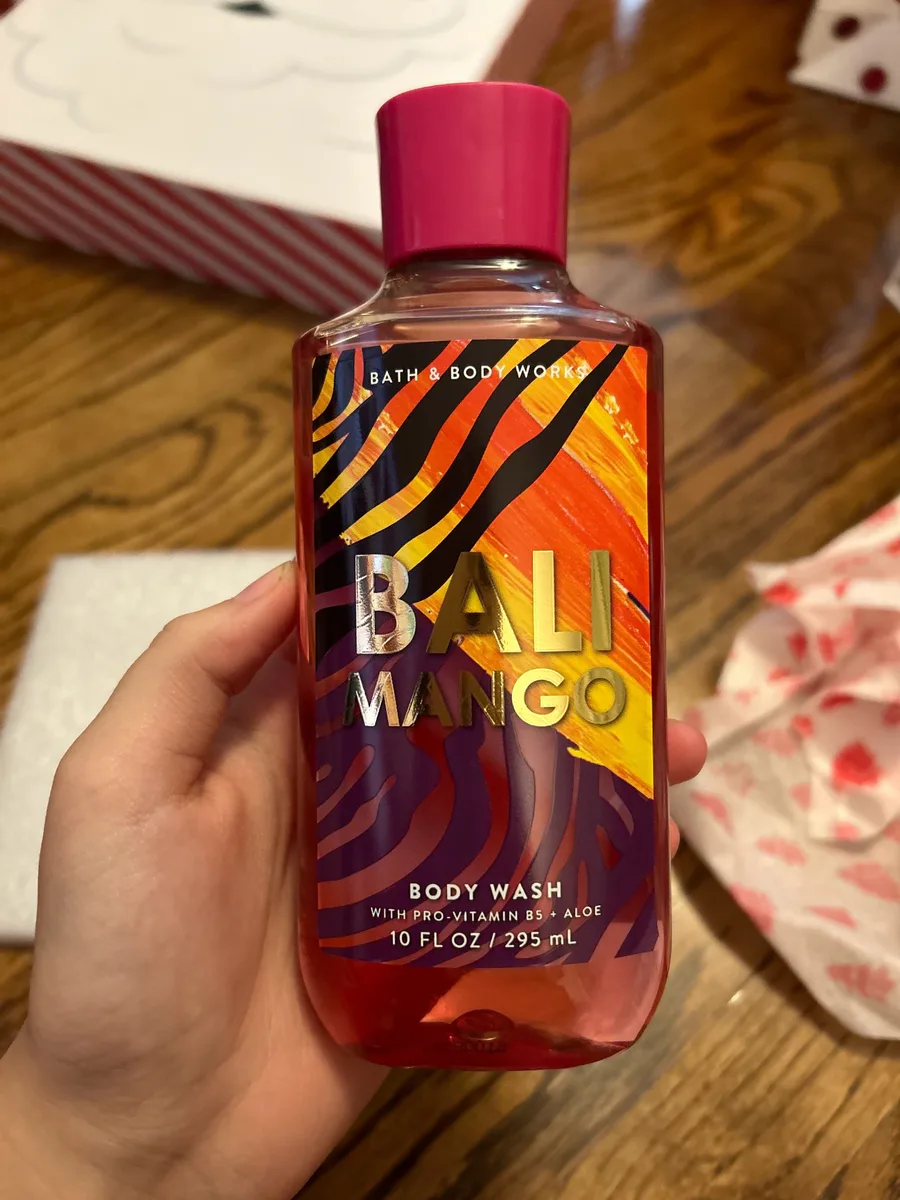 BATH & BODY WORKS
BALI
MANGO
BODY WASH
WITH PRO-VITAMIN B5 + ALOE
10 FL OZ / 295 mL